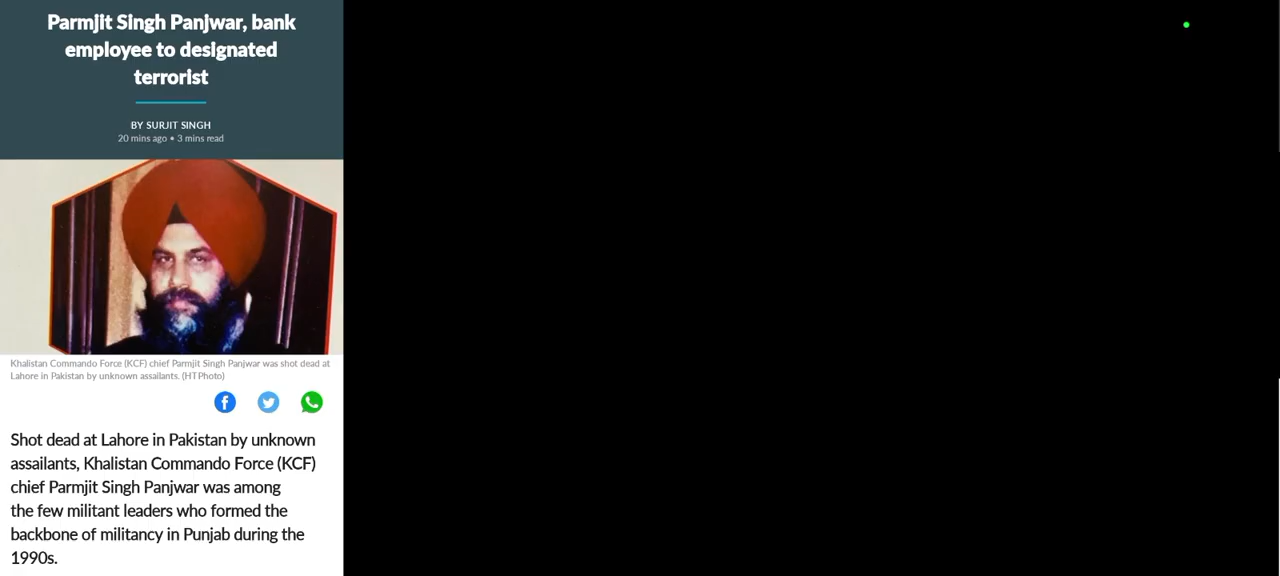 Parmjit Singh Panjwar, bank
employee to designated
terrorist
BY SURJIT SINGH
20 mins ago • 3 mins read
Khalistan Commando Force (KCF) chief Parmjit Singh Panjwar was shot dead at
Lahore in Pakistan by unknown assailants. (HTPhoto)
Shot dead at Lahore in Pakistan by unknown
assailants, Khalistan Commando Force (KCF)
chief Parmjit Singh Panjwar was among
the few militant leaders who formed the
backbone of militancy in Punjab during the
1990s.